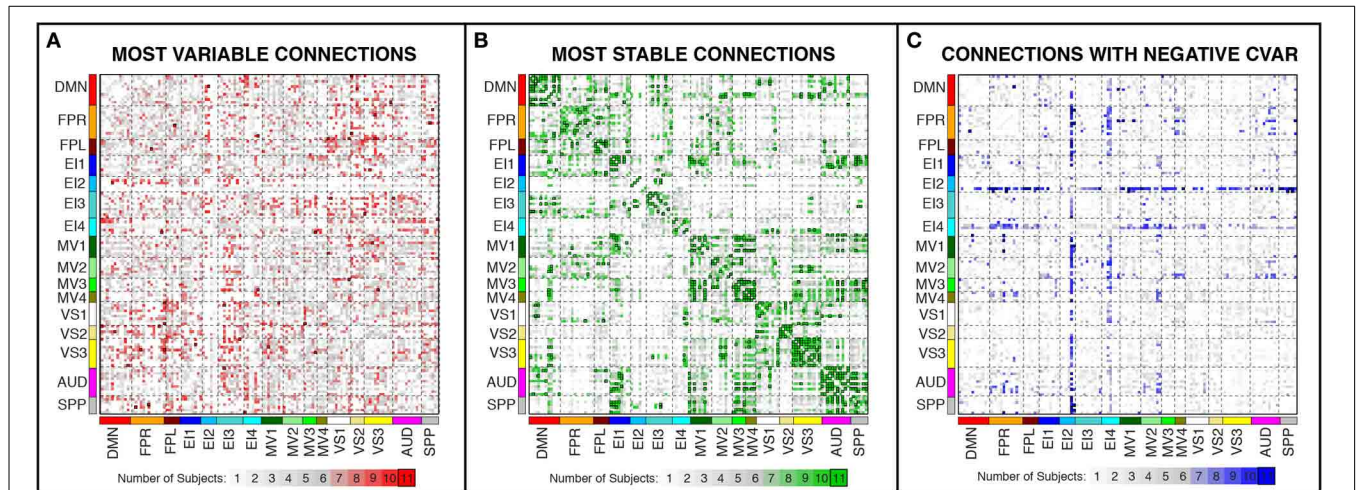 A
MOST VARIABLE CONNECTIONS
DMN
FPR
FPL
EI1
EI2
EI3
EI4
MV1
MV2
MV3
MV4
VS1
VS2
VS3
AUD
SPP
DMN FPR FPL EI1 EI2 EI3 EI4 MV1 MV2 MV3 MV4 VS1 VS2 VS3 AUD SPP
Number of Subjects: 1 2 3 4 5 6 7 8 9 10 11
B
MOST STABLE CONNECTIONS
DMN
FPR
FPL
EI1
EI2
EI3
EI4
MV1
MV2
MV3
MV4
VS1
VS2
VS3
AUD
SPP
DMN FPR FPL EI1 EI2 EI3 EI4 MV1 MV2 MV3 MV4 VS1 VS2 VS3 AUD SPP
Number of Subjects: 1 2 3 4 5 6 7 8 9 10 11
C
CONNECTIONS WITH NEGATIVE CVAR
DMN
FPR
FPL
EI1
EI2
EI3
EI4
MV1
MV2
MV3
MV4
VS1
VS2
VS3
AUD
SPP
DMN FPR FPL EI1 EI2 EI3 EI4 MV1 MV2 MV3 MV4 VS1 VS2 VS3 AUD SPP
Number of Subjects: 1 2 3 4 5 6 7 8 9 10